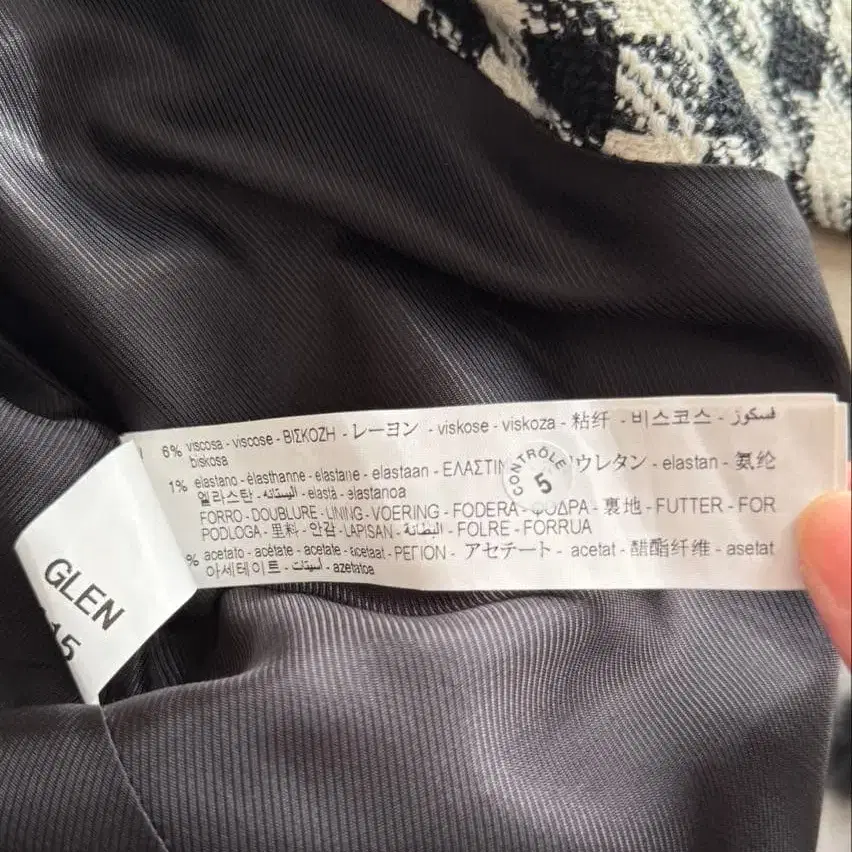 6% viscosa - viscose - ΒΙΣΚΟΖΗ - レーヨン - viskose - viskoza - 粘纤 - 비스코스 - فسكوز
biskosa
1% elastano - élasthanne - elastane - elastaan - ΕΛΑΣΤΙΝ ウレタン - elastan - 氨纶
엘라스탄 - اليستانه - elastà - elastanoa
FORRO - DOUBLURE - LINING - VOERING - FODERA - ΦΟΔΡΑ - 裏地 - FUTTER - FOR
PODLOGA - 里料 - 안감 - LAPISAN - البطانة - FOLRE - FORRUA
% acetato - acétate - acetate - acetaat - ΡΕΓΙΟΝ - アセテート - acetat - 醋酯纤维 - asetat
아세테이트 - أسيتات - azetatoa
CONTRÔLE
5
GLEN
15